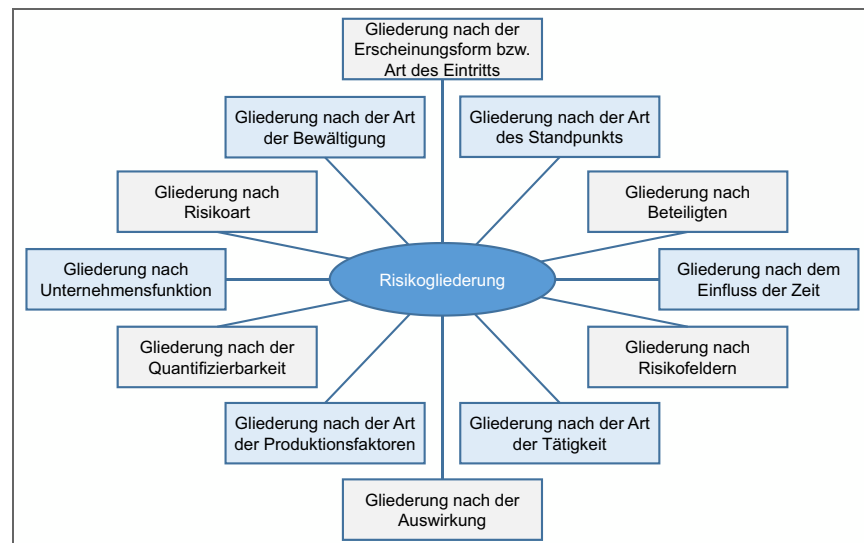 Gliederung nach der
Erscheinungsform bzw.
Art des Eintritts
Gliederung nach der Art
der Bewältigung
Gliederung nach der Art
des Standpunkts
Gliederung nach
Risikoart
Gliederung nach
Beteiligten
Gliederung nach
Unternehmensfunktion
Risikogliederung
Gliederung nach dem
Einfluss der Zeit
Gliederung nach der
Quantifizierbarkeit
Gliederung nach
Risikofeldern
Gliederung nach der Art
der Produktionsfaktoren
Gliederung nach der Art
der Tätigkeit
Gliederung nach der
Auswirkung